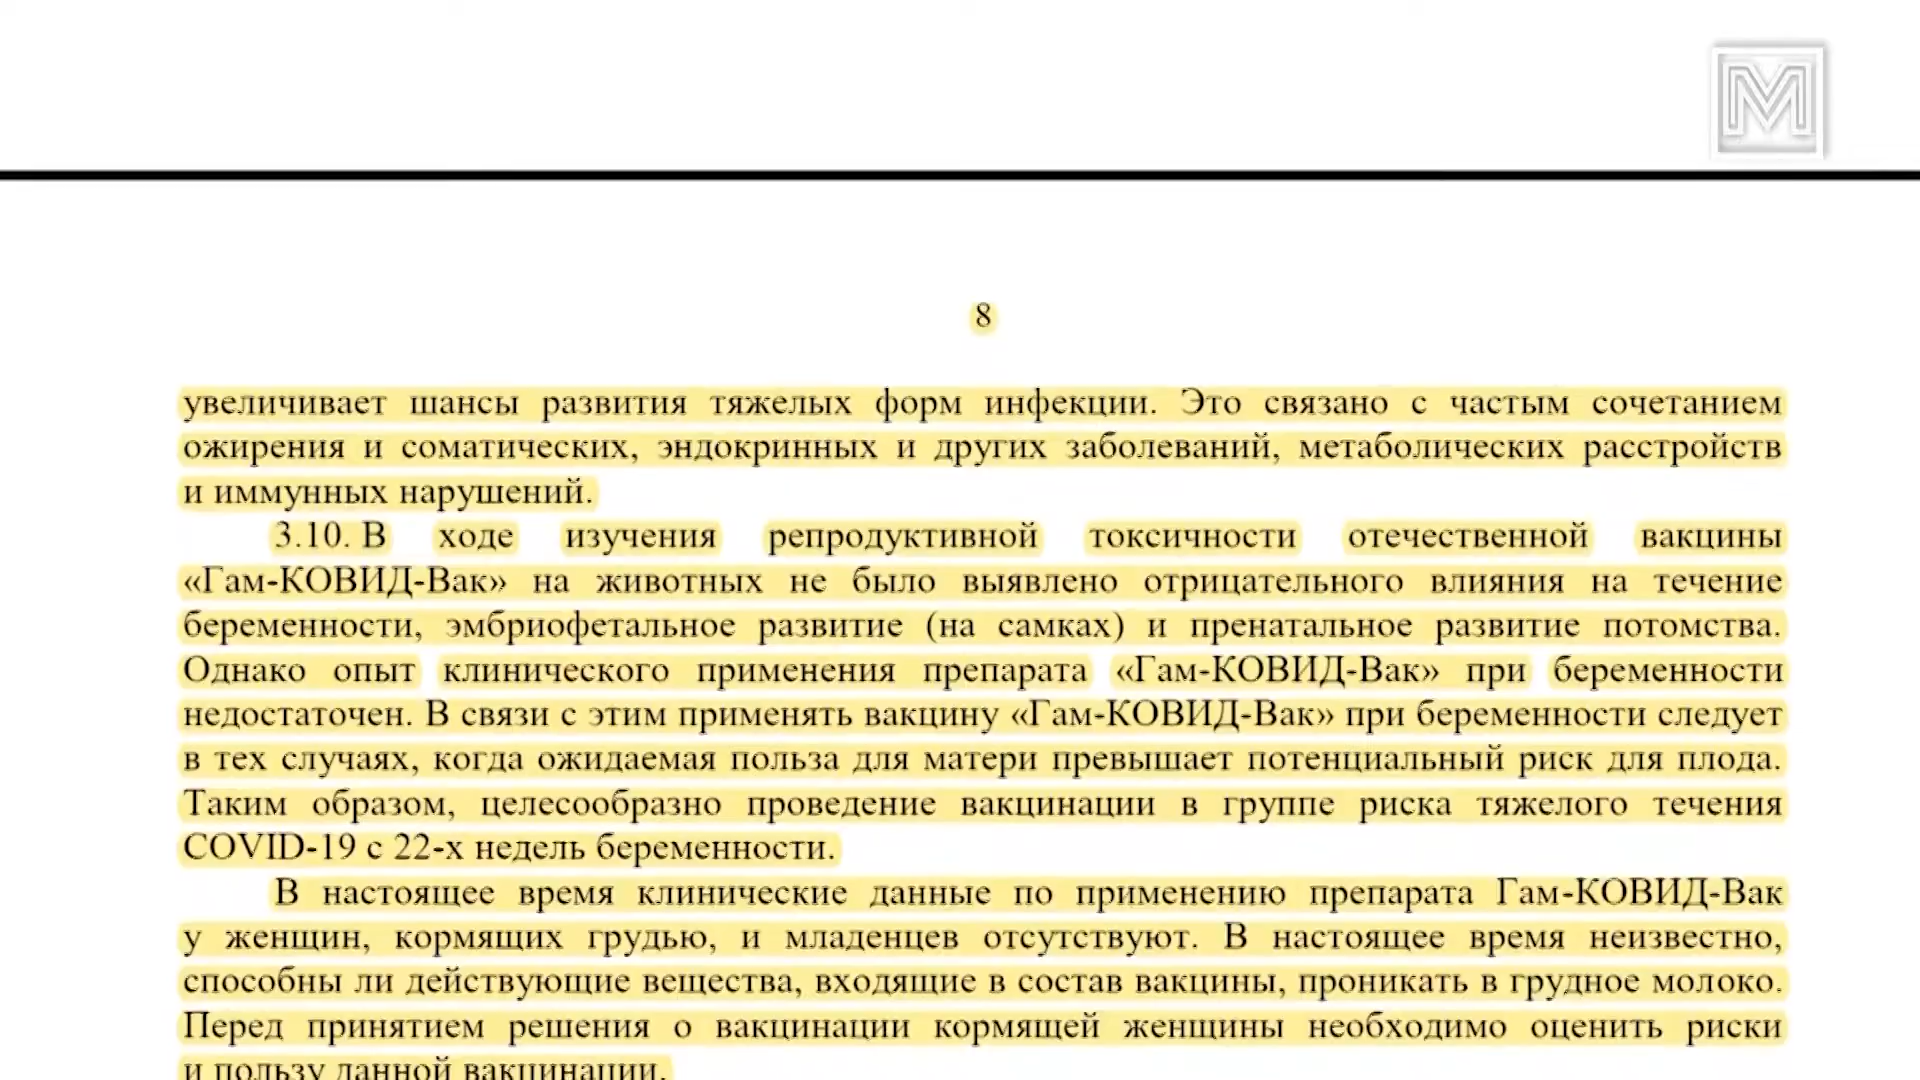 M
8
увеличивает шансы развития тяжелых форм инфекции. Это связано с частым сочетанием
ожирения и соматических, эндокринных и других заболеваний, метаболических расстройств
и иммунных нарушений.
3.10. В ходе изучения репродуктивной токсичности отечественной вакцины
«Гам-КОВИД-Вак» на животных не было выявлено отрицательного влияния на течение
беременности, эмбриофетальное развитие (на самках) и пренатальное развитие потомства.
Однако опыт клинического применения препарата «Гам-КОВИД-Вак» при беременности
недостаточен. В связи с этим применять вакцину «Гам-КОВИД-Вак» при беременности следует
в тех случаях, когда ожидаемая польза для матери превышает потенциальный риск для плода.
Таким образом, целесообразно проведение вакцинации в группе риска тяжелого течения
COVID-19 с 22-х недель беременности.
В настоящее время клинические данные по применению препарата Гам-КОВИД-Вак
у женщин, кормящих грудью, и младенцев отсутствуют. В настоящее время неизвестно,
способны ли действующие вещества, входящие в состав вакцины, проникать в грудное молоко.
Перед принятием решения о вакцинации кормящей женщины необходимо оценить риски
и пользу данной вакцинации.